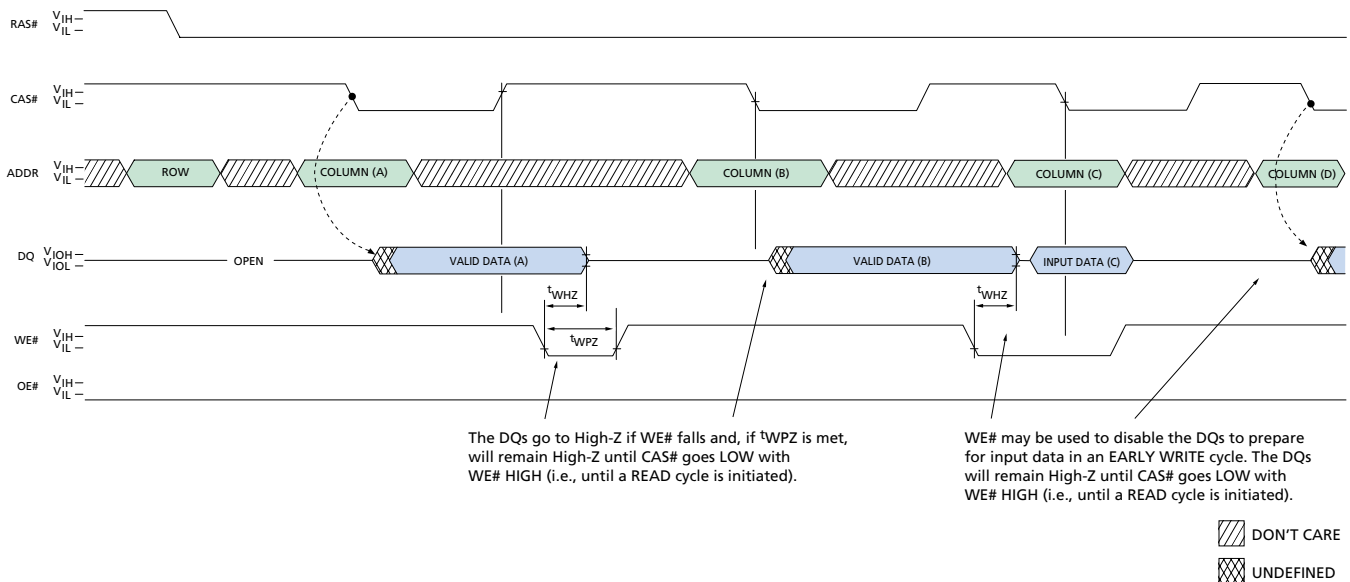 RAS# VIH
VIL
CAS# VIH
VIL
ADDR VIH
VIL
ROW
COLUMN (A)
COLUMN (B)
COLUMN (C)
COLUMN (D)
DQ VIOH
VIOL
OPEN
VALID DATA (A)
VALID DATA (B)
INPUT DATA (C)
tWHZ
tWHZ
tWPZ
WE# VIH
VIL
OE# VIH
VIL
The DQs go to High-Z if WE# falls and, if tWPZ is met,
will remain High-Z until CAS# goes LOW with
WE# HIGH (i.e., until a READ cycle is initiated).
WE# may be used to disable the DQs to prepare
for input data in an EARLY WRITE cycle. The DQs
will remain High-Z until CAS# goes LOW with
WE# HIGH (i.e., until a READ cycle is initiated).
DON'T CARE
UNDEFINED